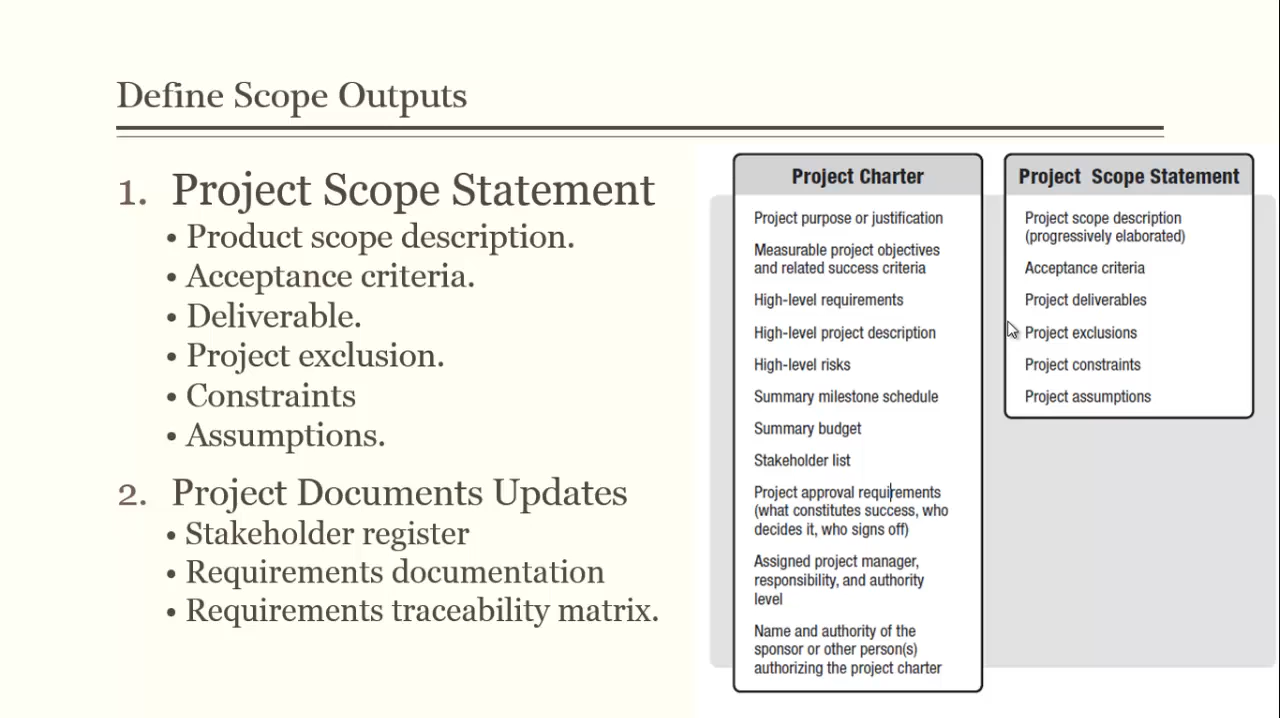 Define Scope Outputs
1. Project Scope Statement
• Product scope description.
• Acceptance criteria.
• Deliverable.
• Project exclusion.
• Constraints
• Assumptions.
2. Project Documents Updates
• Stakeholder register
• Requirements documentation
• Requirements traceability matrix.
Project Charter
Project purpose or justification
Measurable project objectives
and related success criteria
High-level requirements
High-level project description
High-level risks
Summary milestone schedule
Summary budget
Stakeholder list
Project approval requirements
(what constitutes success, who
decides it, who signs off)
Assigned project manager,
responsibility, and authority
level
Name and authority of the
sponsor or other person(s)
authorizing the project charter
Project Scope Statement
Project scope description
(progressively elaborated)
Acceptance criteria
Project deliverables
Project exclusions
Project constraints
Project assumptions